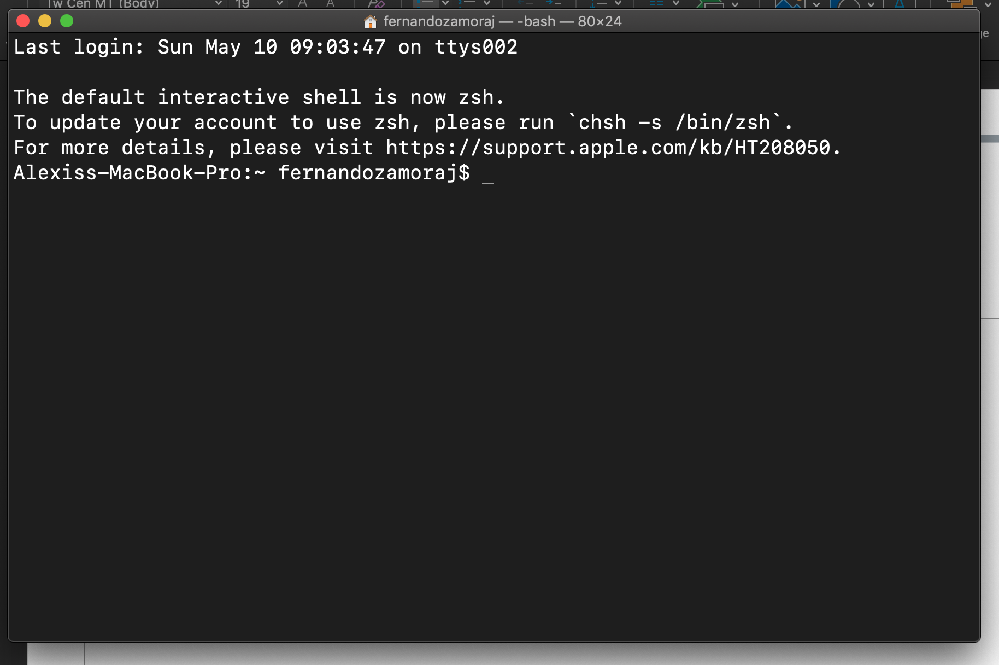 Tw Cen MT (Body) 19
fernandozamoraj — -bash — 80×24
Last login: Sun May 10 09:03:47 on ttys002
The default interactive shell is now zsh.
To update your account to use zsh, please run `chsh -s /bin/zsh`.
For more details, please visit https://support.apple.com/kb/HT208050.
Alexiss-MacBook-Pro:~ fernandozamoraj$ _